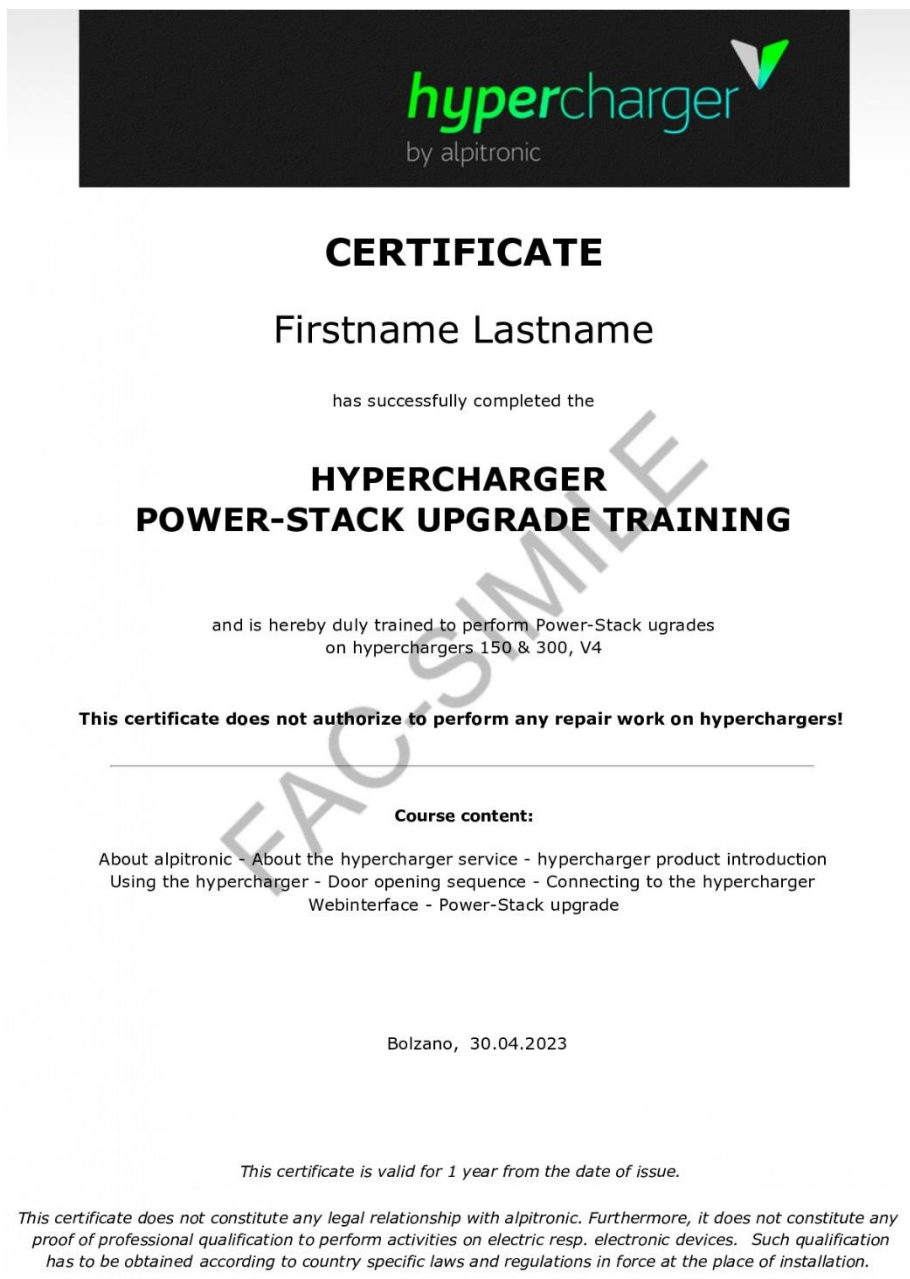 hypercharger
by alpitronic
CERTIFICATE
Firstname Lastname
has successfully completed the
HYPERCHARGER
POWER-STACK UPGRADE TRAINING
and is hereby duly trained to perform Power-Stack ugrades
on hyperchargers 150 & 300, V4
This certificate does not authorize to perform any repair work on hyperchargers!
FAC-SIMILE
Course content:
About alpitronic - About the hypercharger service - hypercharger product introduction
Using the hypercharger - Door opening sequence - Connecting to the hypercharger
Webinterface - Power-Stack upgrade
Bolzano, 30.04.2023
This certificate is valid for 1 year from the date of issue.
This certificate does not constitute any legal relationship with alpitronic. Furthermore, it does not constitute any
proof of professional qualification to perform activities on electric resp. electronic devices. Such qualification
has to be obtained according to country specific laws and regulations in force at the place of installation.